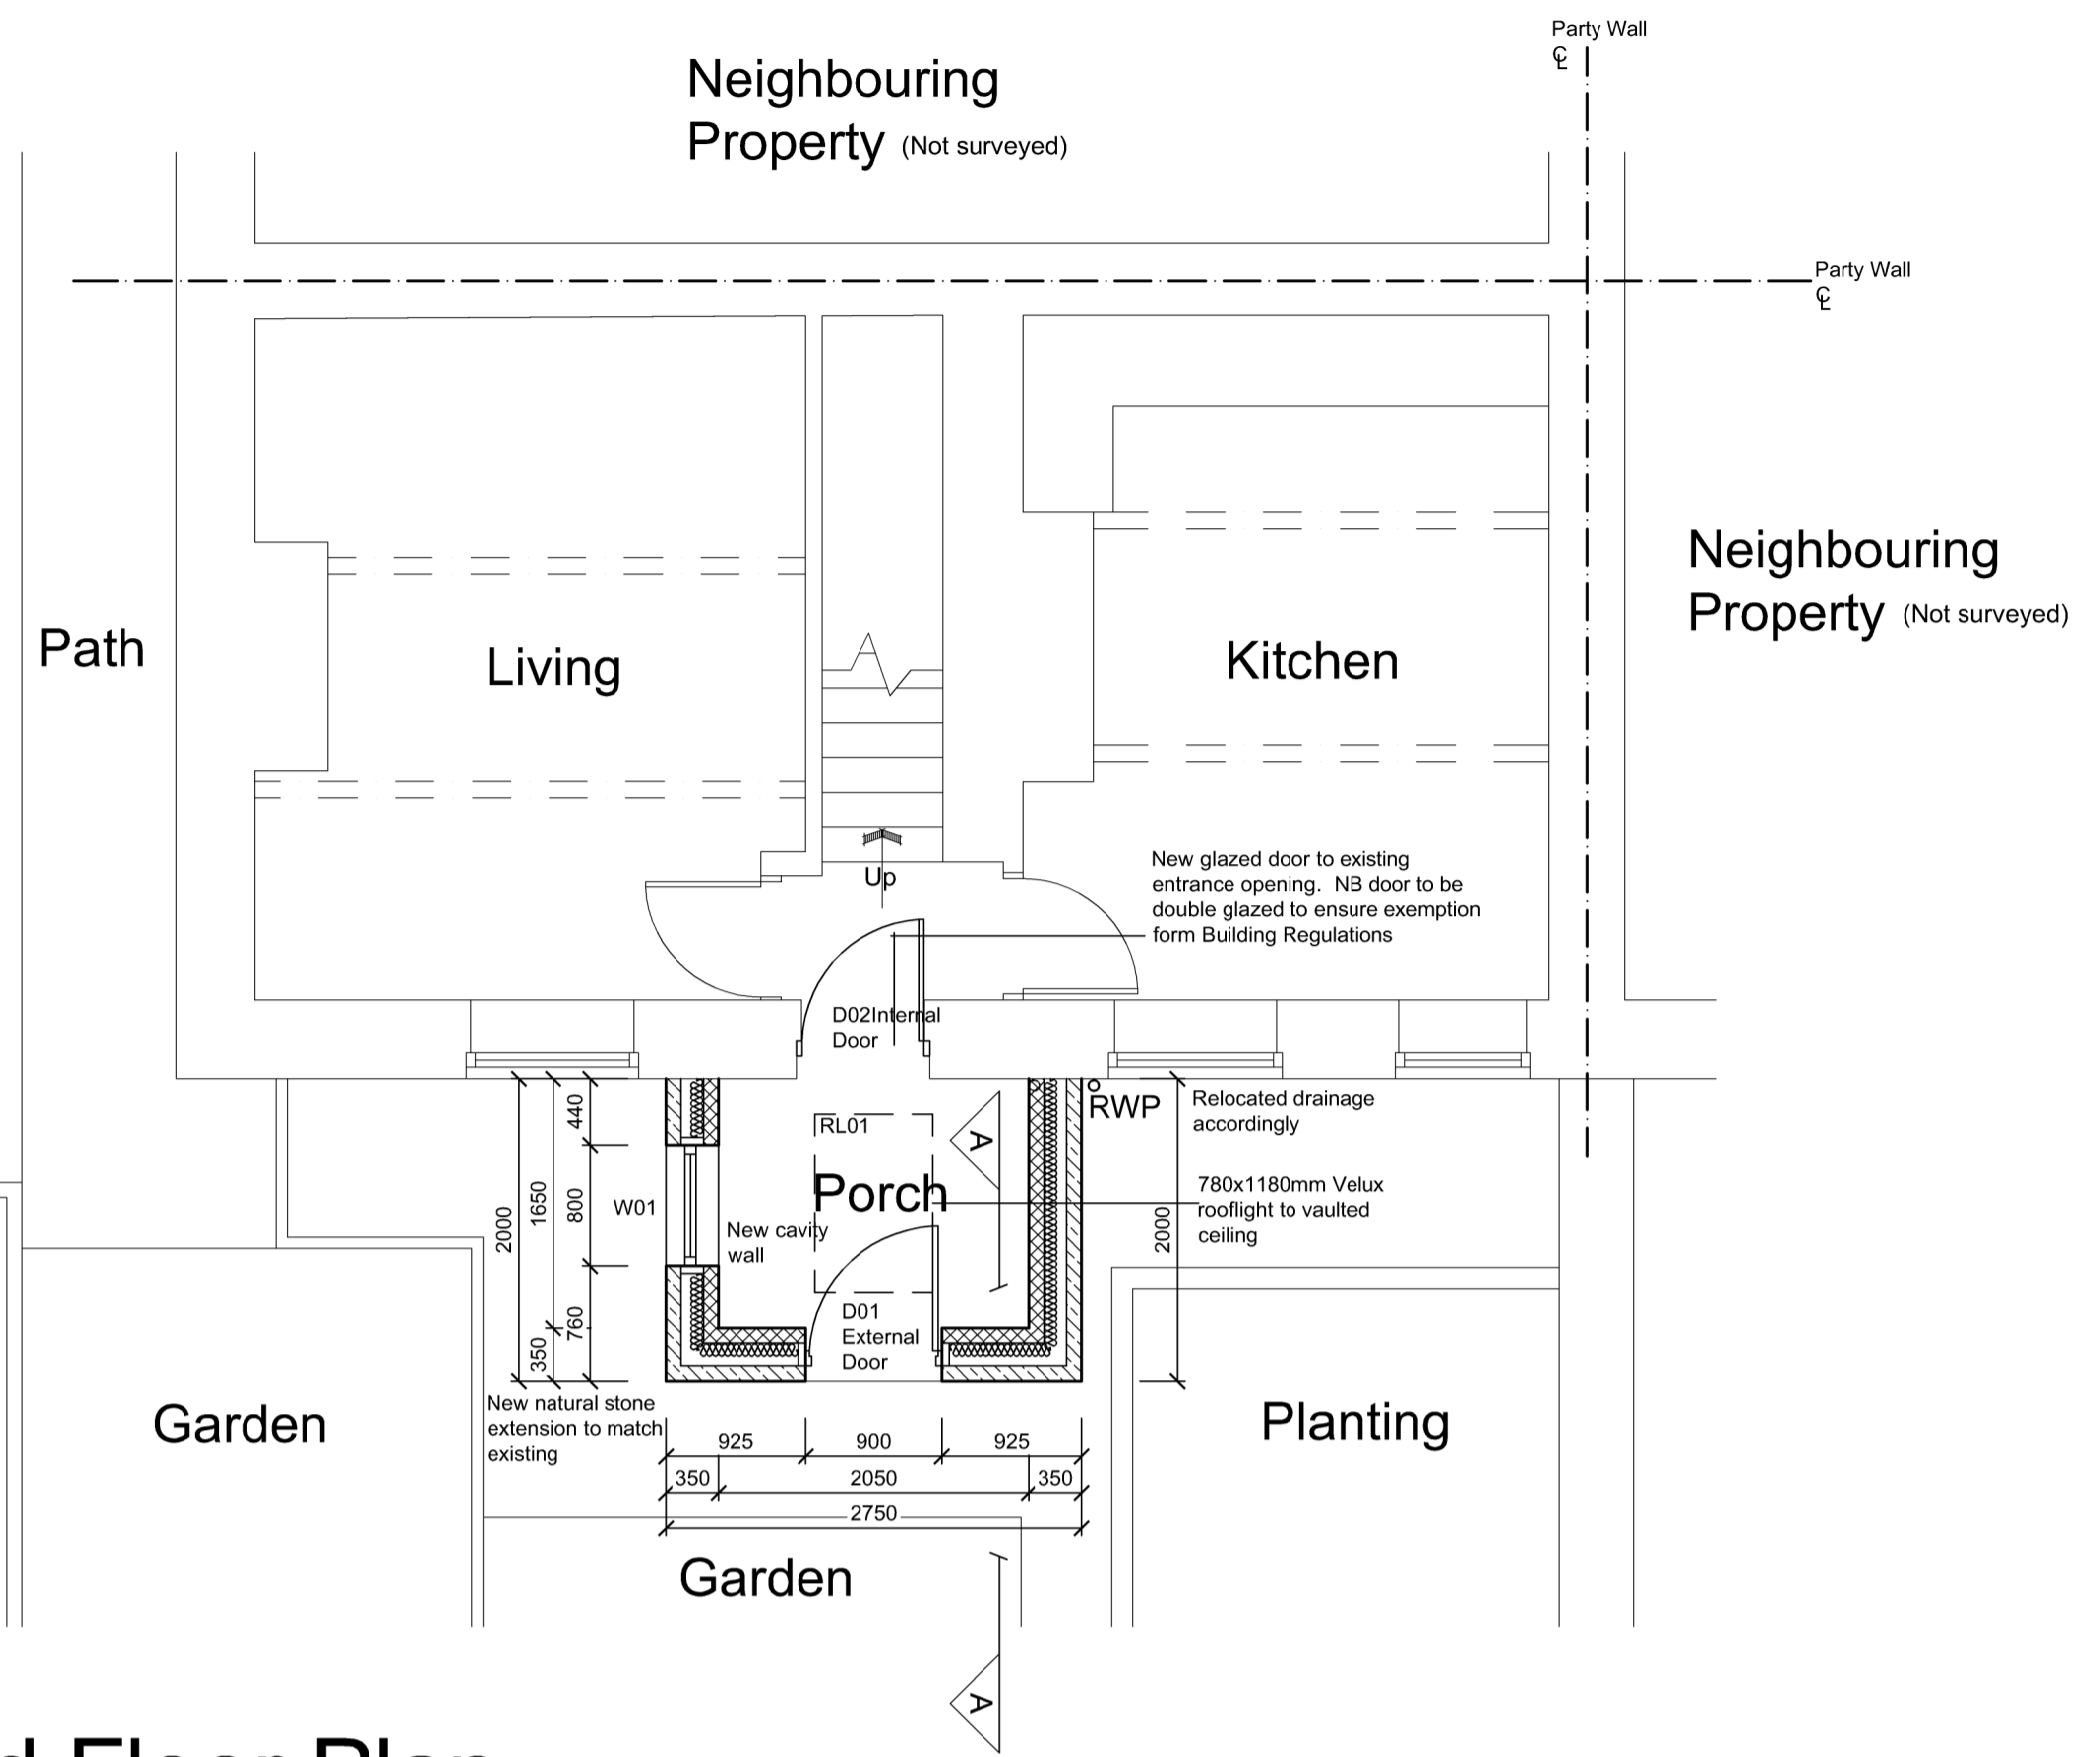 Party Wall
℄
Neighbouring
Property (Not surveyed)
Party Wall
℄
Neighbouring
Property (Not surveyed)
Path
Living
Kitchen
Up
New glazed door to existing
entrance opening. NB door to be
double glazed to ensure exemption
form Building Regulations
D02Internal
Door
RWP
Relocated drainage
accordingly
RL01
A
Porch
780x1180mm Velux
rooflight to vaulted
ceiling
440
1650
800
2000
760
350
W01
New cavity
wall
2000
D01
External
Door
New natural stone
extension to match
existing
Garden
Planting
925
900
925
350
2050
350
2750
Garden
A
d Floor Plan